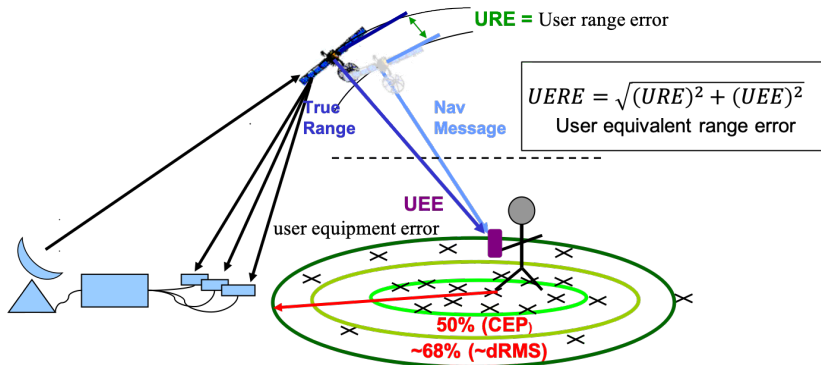 URE = User range error
UERE = √(URE)² + (UEE)²
User equivalent range error
True
Range
Nav
Message
UEE
user equipment error
50% (CEP)
~68% (~dRMS)